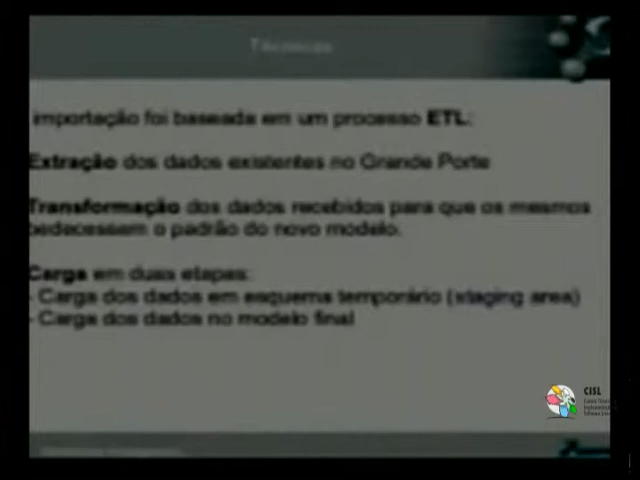 Técnicas
importação foi baseada em um processo ETL:
Extração dos dados existentes no Grande Porte
Transformação dos dados recebidos para que os mesmos
bedecessem o padrão do novo modelo.
Carga em duas etapas:
- Carga dos dados em esquema temporário (staging area)
- Carga dos dados no modelo final
CISL